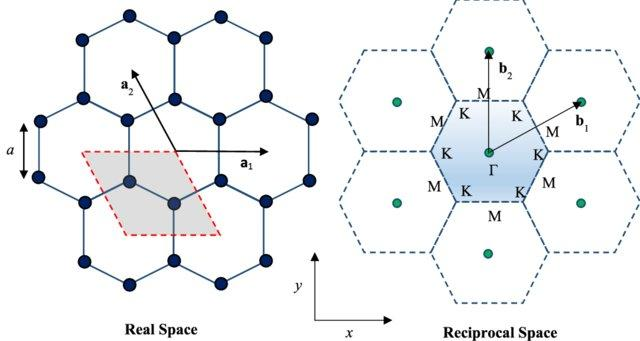 a₂
a₁
a
Real Space
y
x
b₂
b₁
M
K
K
M
M
K
K
Γ
M
M
K
K
M
Reciprocal Space